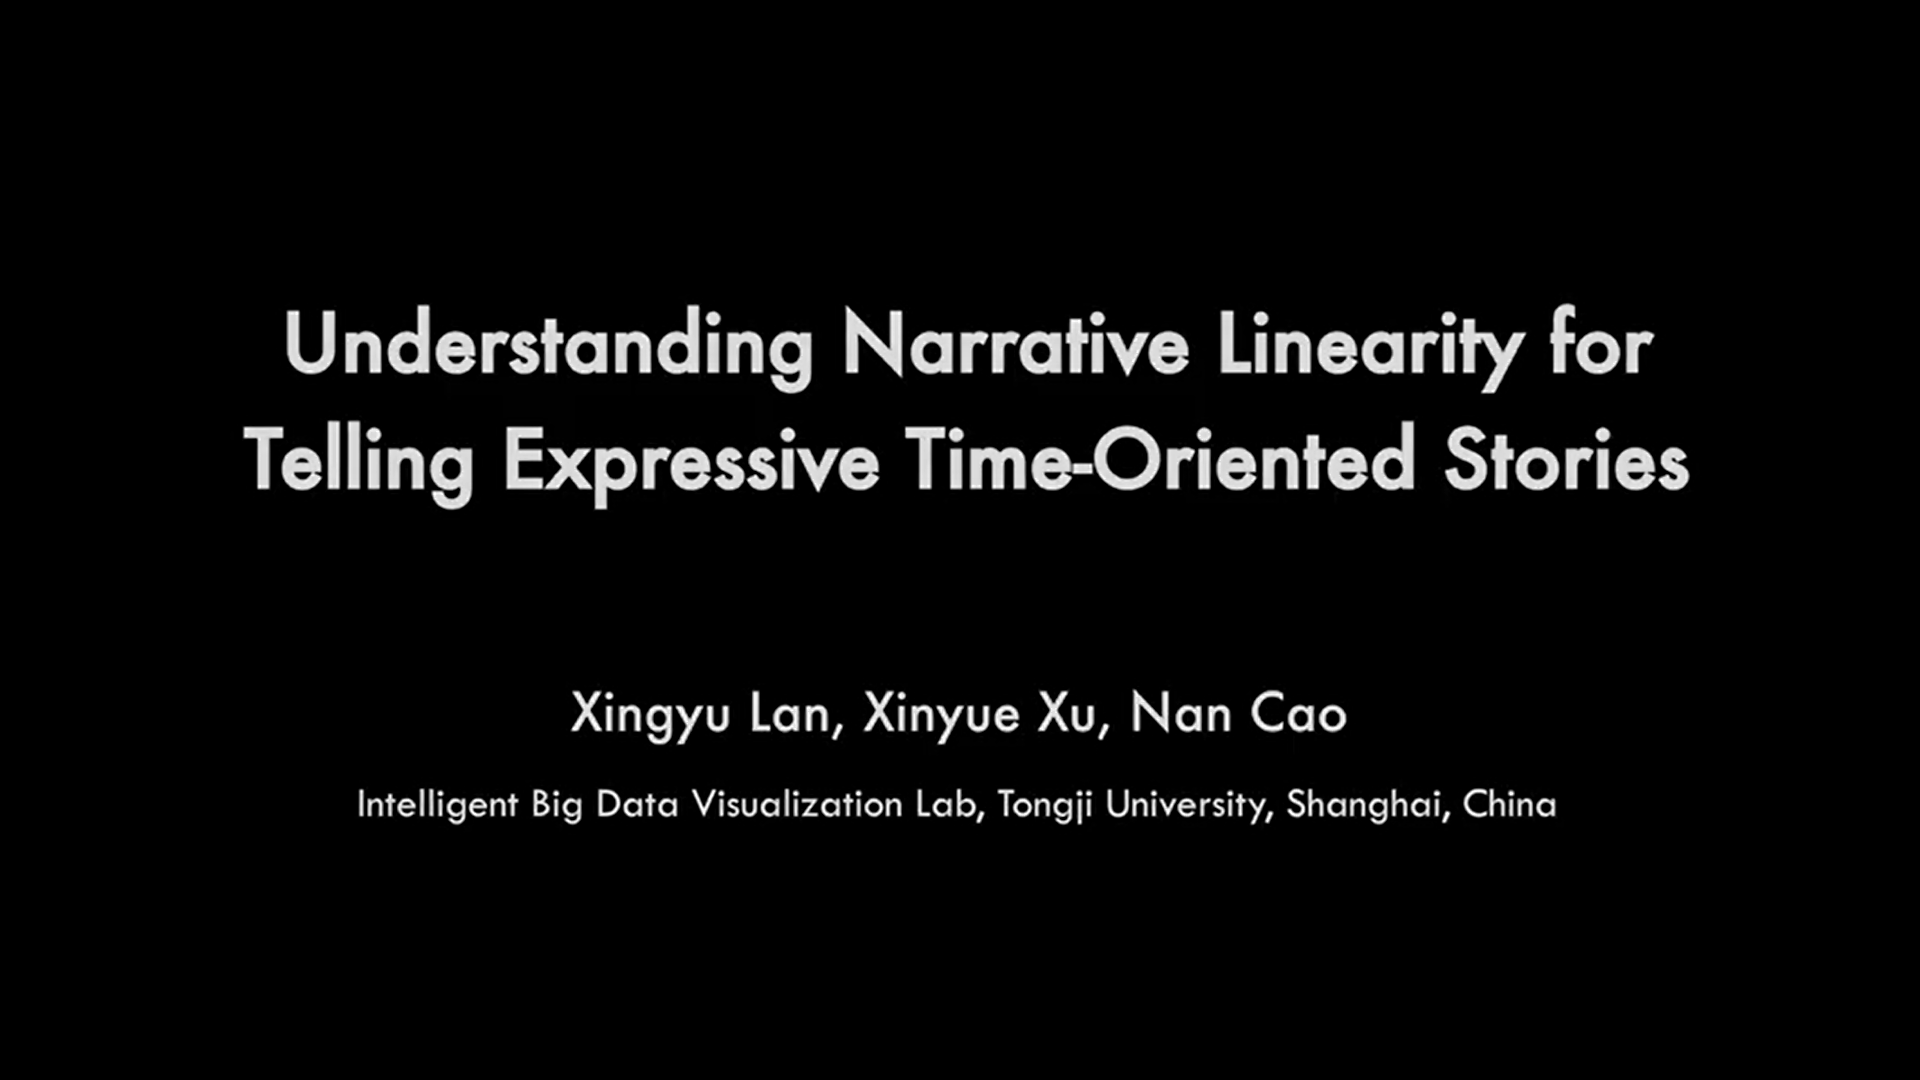 Understanding Narrative Linearity for
Telling Expressive Time-Oriented Stories
Xingyu Lan, Xinyue Xu, Nan Cao
Intelligent Big Data Visualization Lab, Tongji University, Shanghai, China